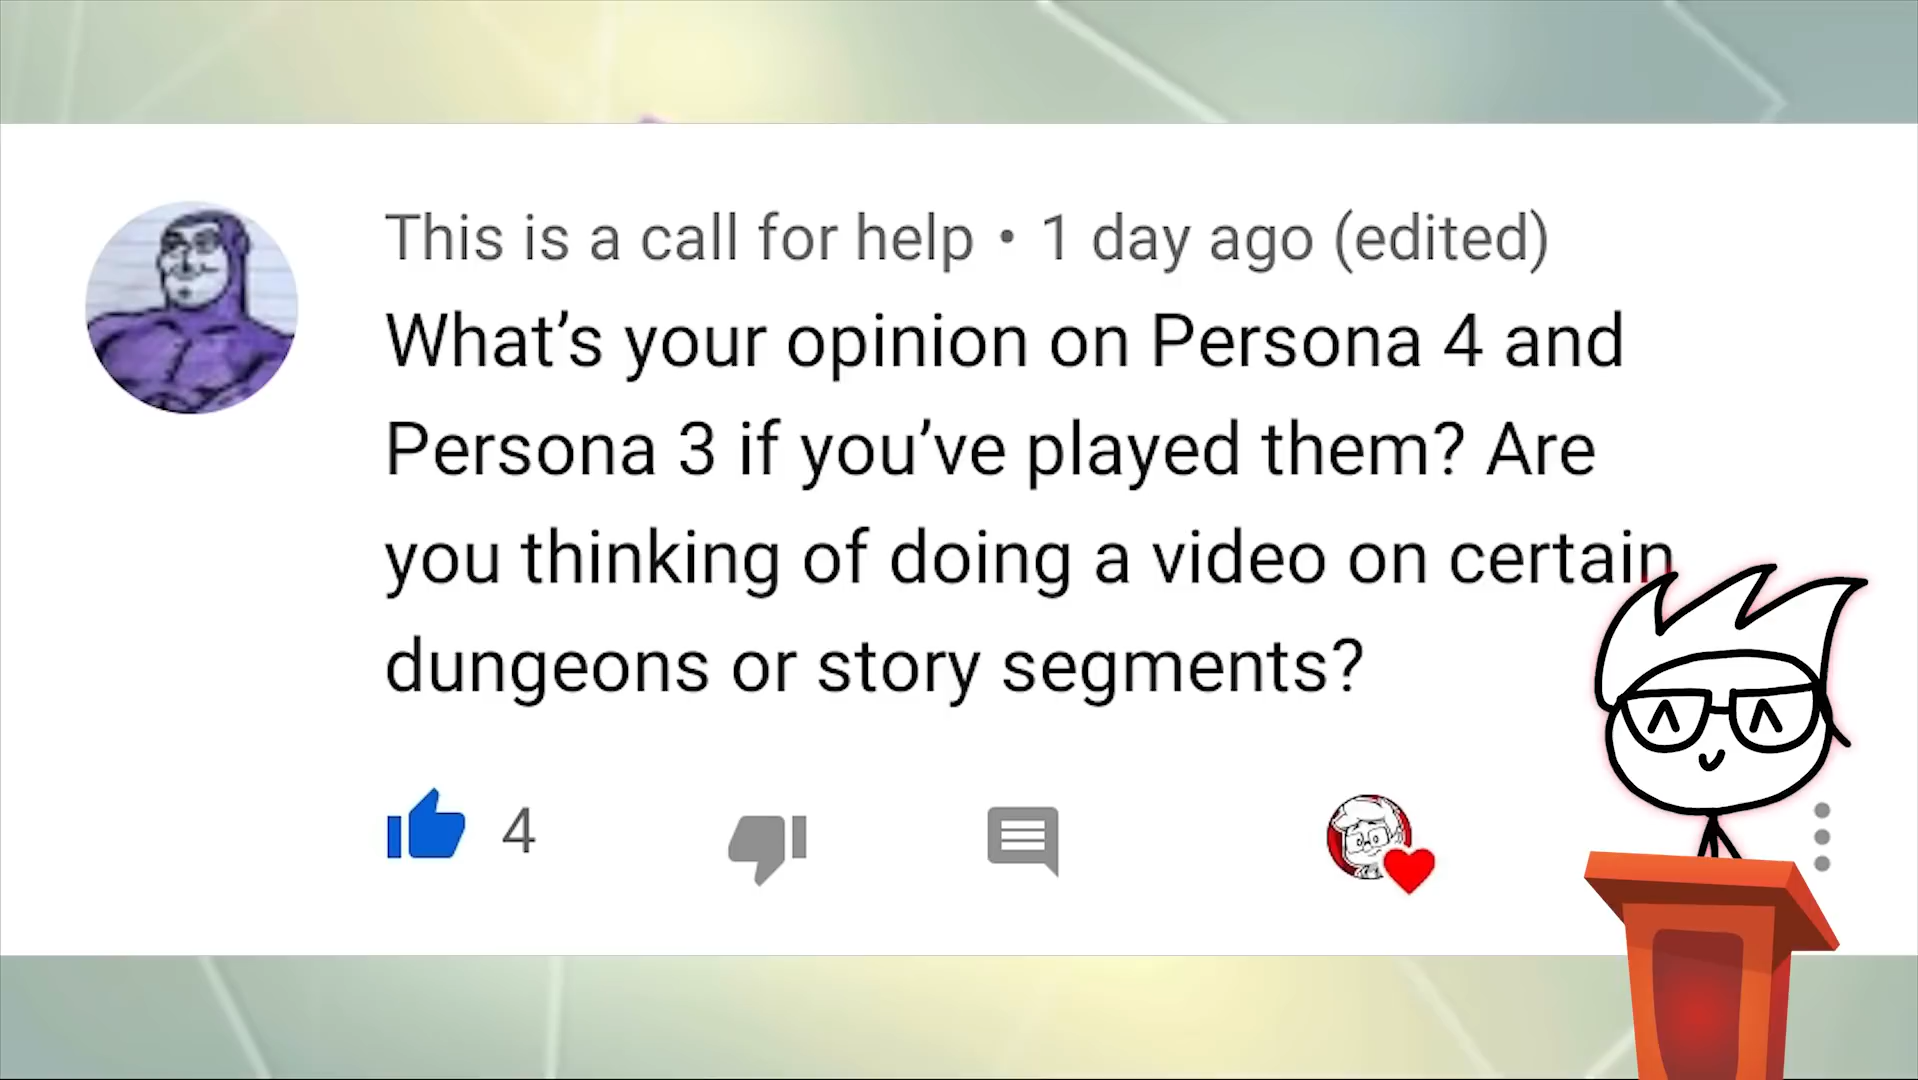 This is a call for help • 1 day ago (edited)
What’s your opinion on Persona 4 and
Persona 3 if you’ve played them? Are
you thinking of doing a video on certain
dungeons or story segments?
4